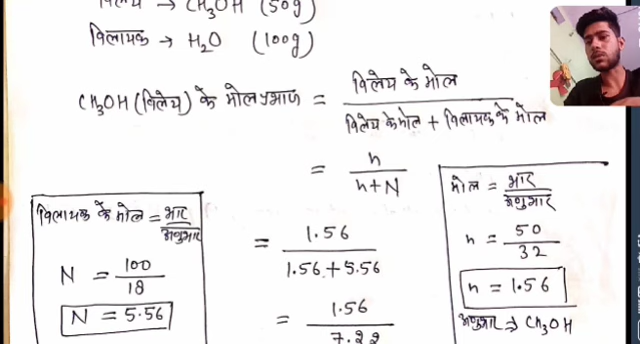 विलेय → CH3OH (50g)
विलायक → H2O (100g)
CH3OH (विलेय) के मोल प्रभाज = विलेय के मोल / विलेय के मोल + विलायक के मोल
= n / n+N
विलायक के मोल = भार / अणुभार
N = 100 / 18
N = 5.56
= 1.56 / 1.56 + 5.56
= 1.56 / 7.22
मोल = भार / अणुभार
n = 50 / 32
n = 1.56
अणुभार ⇒ CH3OH